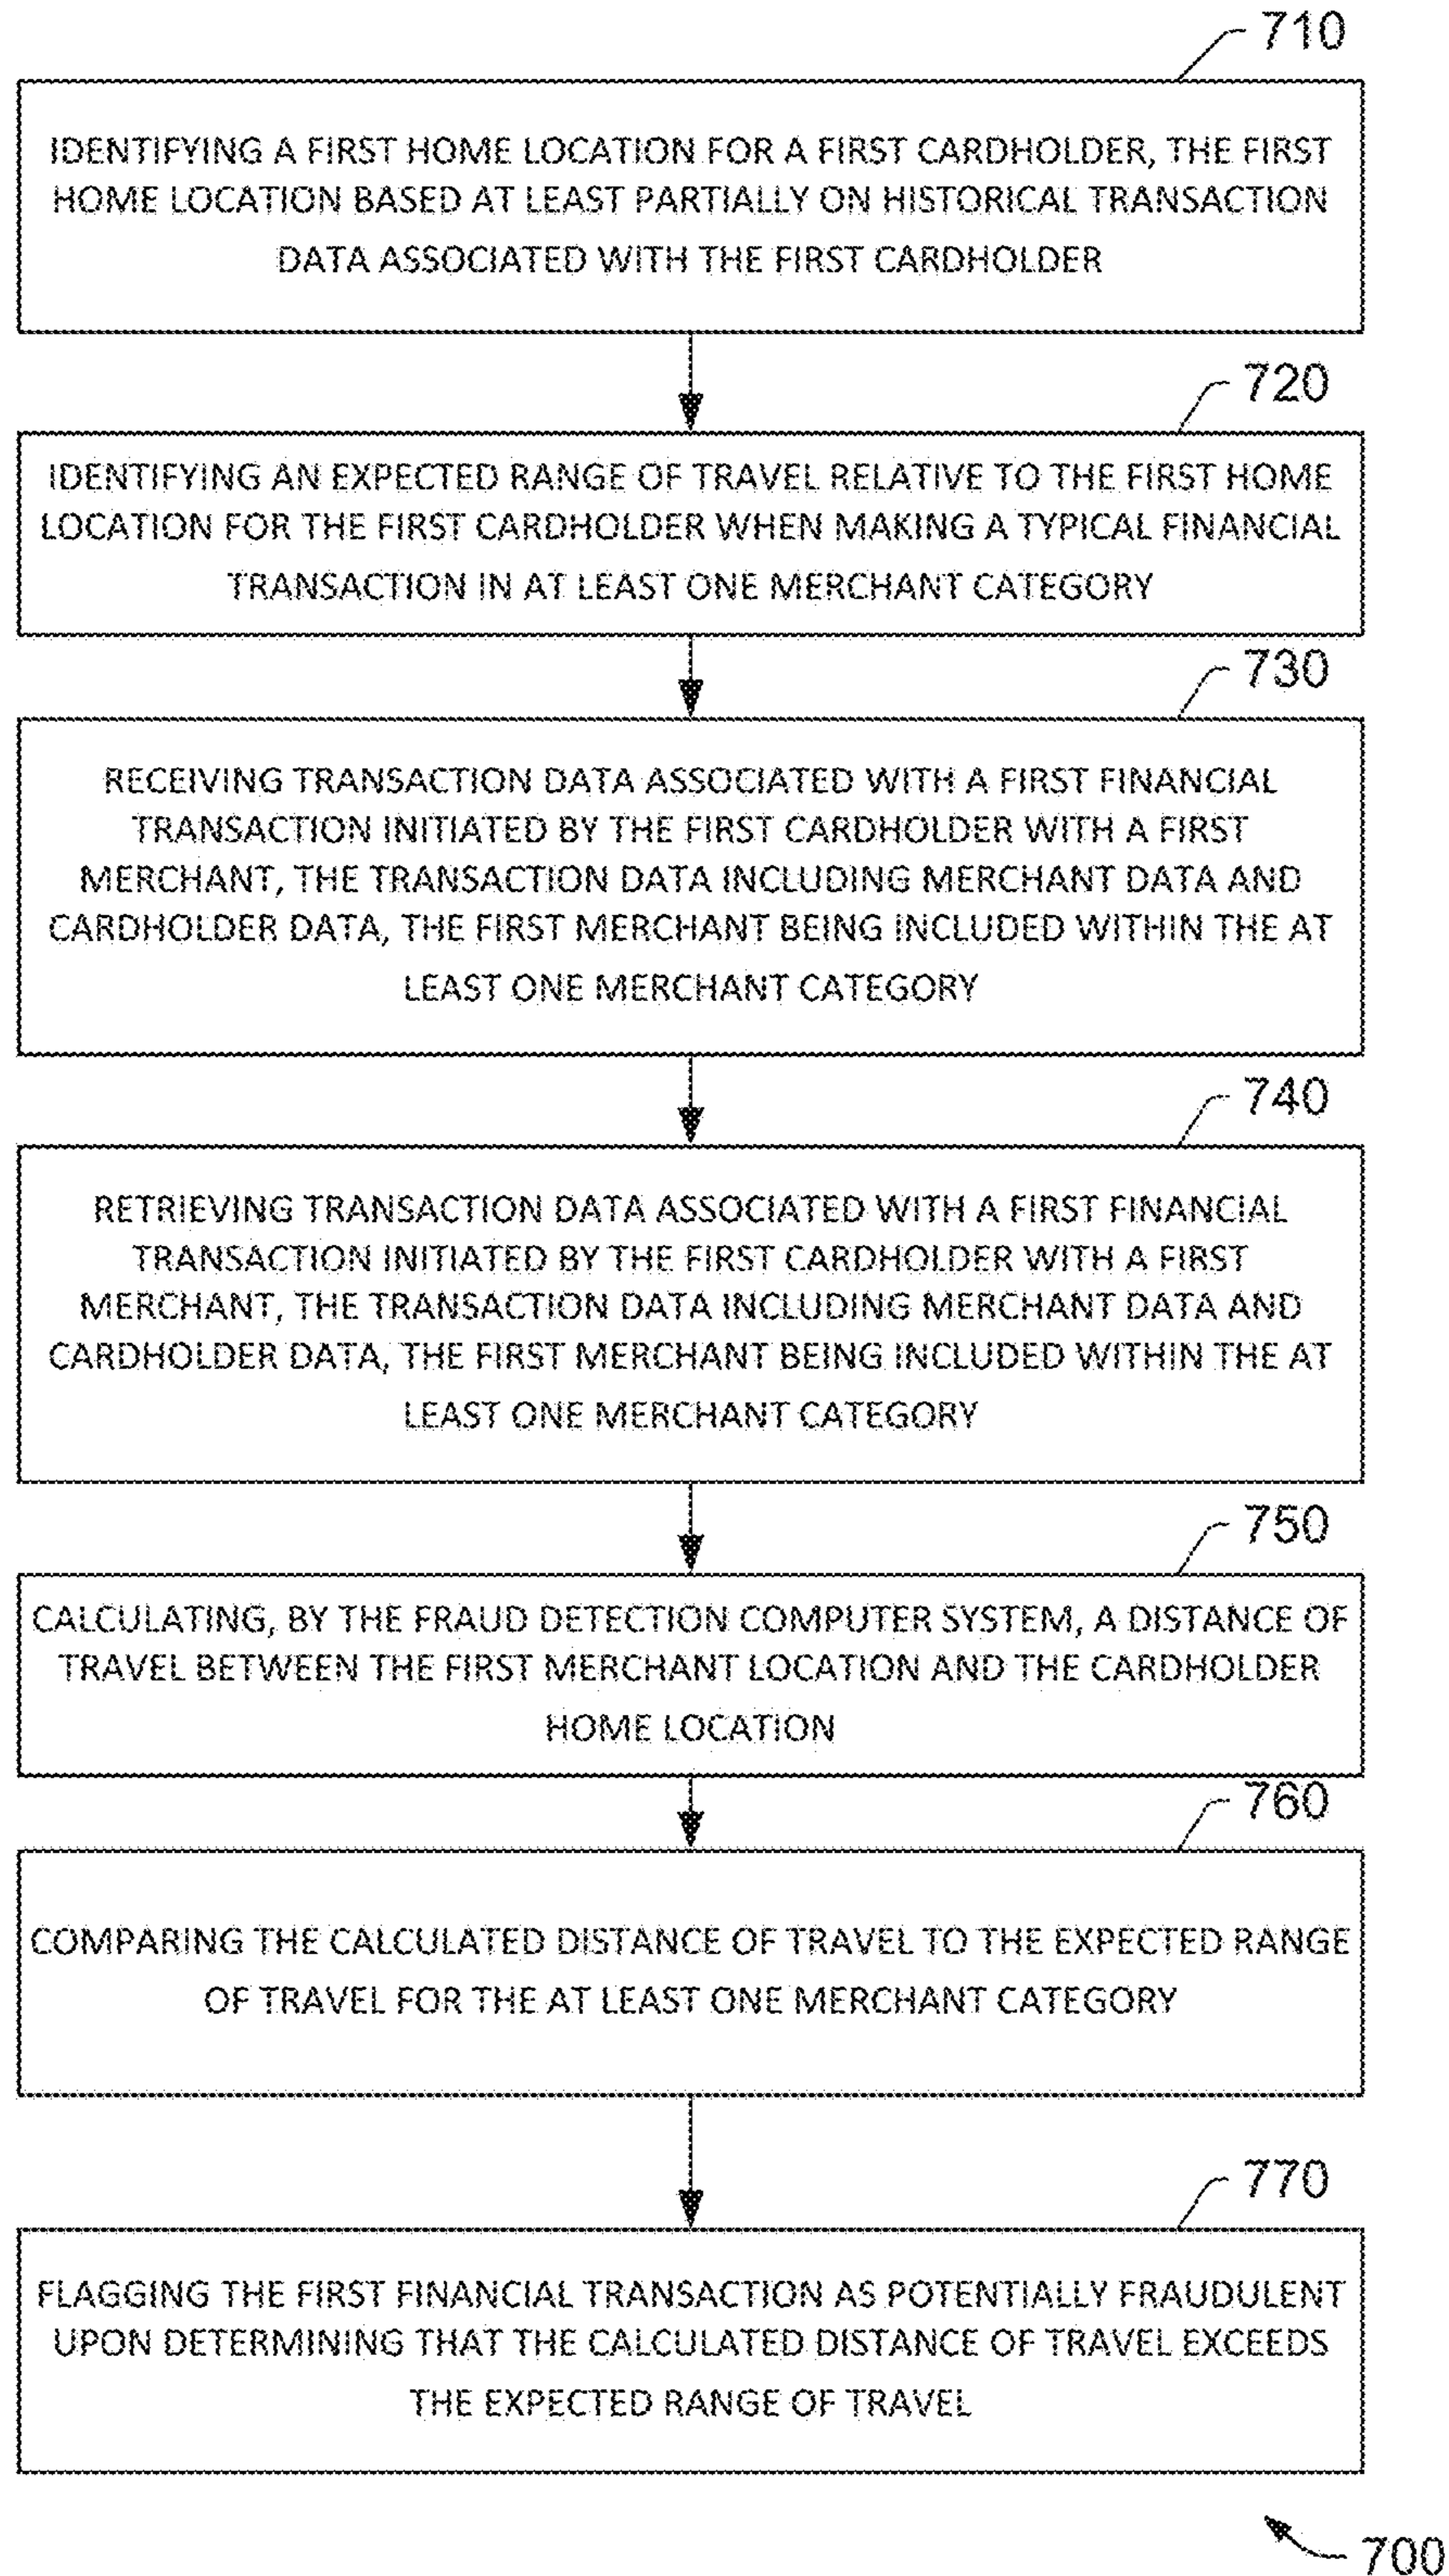 710
IDENTIFYING A FIRST HOME LOCATION FOR A FIRST CARDHOLDER, THE FIRST
HOME LOCATION BASED AT LEAST PARTIALLY ON HISTORICAL TRANSACTION
DATA ASSOCIATED WITH THE FIRST CARDHOLDER
720
IDENTIFYING AN EXPECTED RANGE OF TRAVEL RELATIVE TO THE FIRST HOME
LOCATION FOR THE FIRST CARDHOLDER WHEN MAKING A TYPICAL FINANCIAL
TRANSACTION IN AT LEAST ONE MERCHANT CATEGORY
730
RECEIVING TRANSACTION DATA ASSOCIATED WITH A FIRST FINANCIAL
TRANSACTION INITIATED BY THE FIRST CARDHOLDER WITH A FIRST
MERCHANT, THE TRANSACTION DATA INCLUDING MERCHANT DATA AND
CARDHOLDER DATA, THE FIRST MERCHANT BEING INCLUDED WITHIN THE AT
LEAST ONE MERCHANT CATEGORY
740
RETRIEVING TRANSACTION DATA ASSOCIATED WITH A FIRST FINANCIAL
TRANSACTION INITIATED BY THE FIRST CARDHOLDER WITH A FIRST
MERCHANT, THE TRANSACTION DATA INCLUDING MERCHANT DATA AND
CARDHOLDER DATA, THE FIRST MERCHANT BEING INCLUDED WITHIN THE AT
LEAST ONE MERCHANT CATEGORY
750
CALCULATING, BY THE FRAUD DETECTION COMPUTER SYSTEM, A DISTANCE OF
TRAVEL BETWEEN THE FIRST MERCHANT LOCATION AND THE CARDHOLDER
HOME LOCATION
760
COMPARING THE CALCULATED DISTANCE OF TRAVEL TO THE EXPECTED RANGE
OF TRAVEL FOR THE AT LEAST ONE MERCHANT CATEGORY
770
FLAGGING THE FIRST FINANCIAL TRANSACTION AS POTENTIALLY FRAUDULENT
UPON DETERMINING THAT THE CALCULATED DISTANCE OF TRAVEL EXCEEDS
THE EXPECTED RANGE OF TRAVEL
700